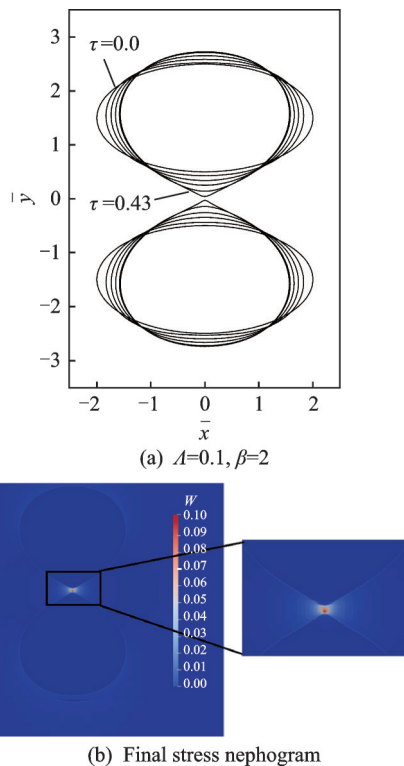 3
τ=0.0
2
1
ȳ
0
τ=0.43
−1
−2
−3
−2 −1 0 1 2
x̄
(a) Λ=0.1, β=2
W
0.10
0.09
0.08
0.07
0.06
0.05
0.04
0.03
0.02
0.01
0.00
(b) Final stress nephogram